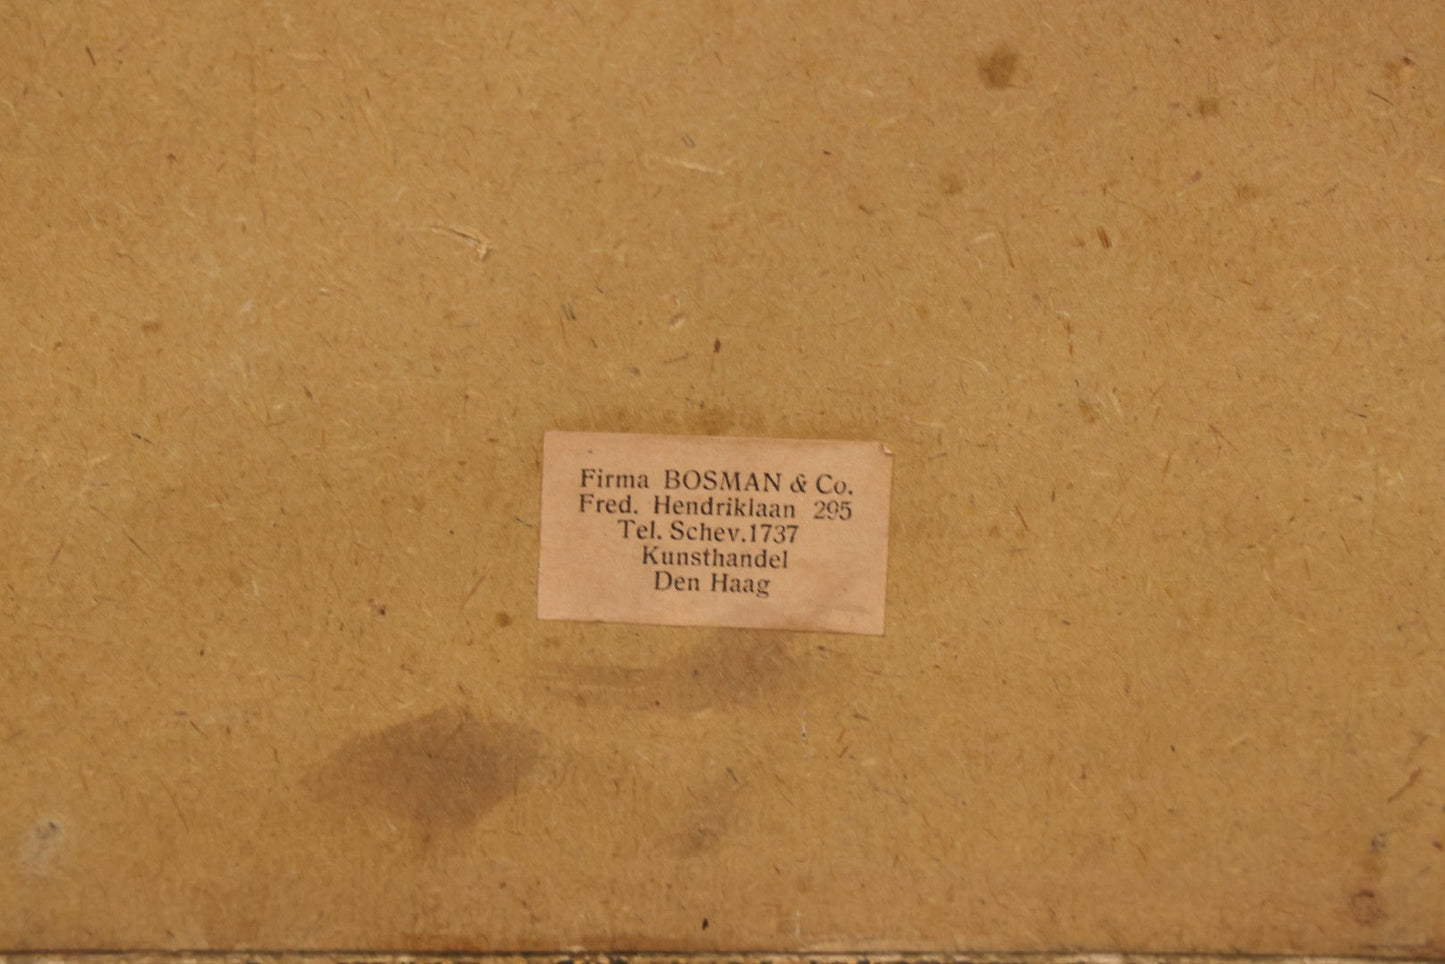 Firma BOSMAN & Co.
Fred. Hendriklaan 295
Tel. Schev.1737
Kunsthandel
Den Haag